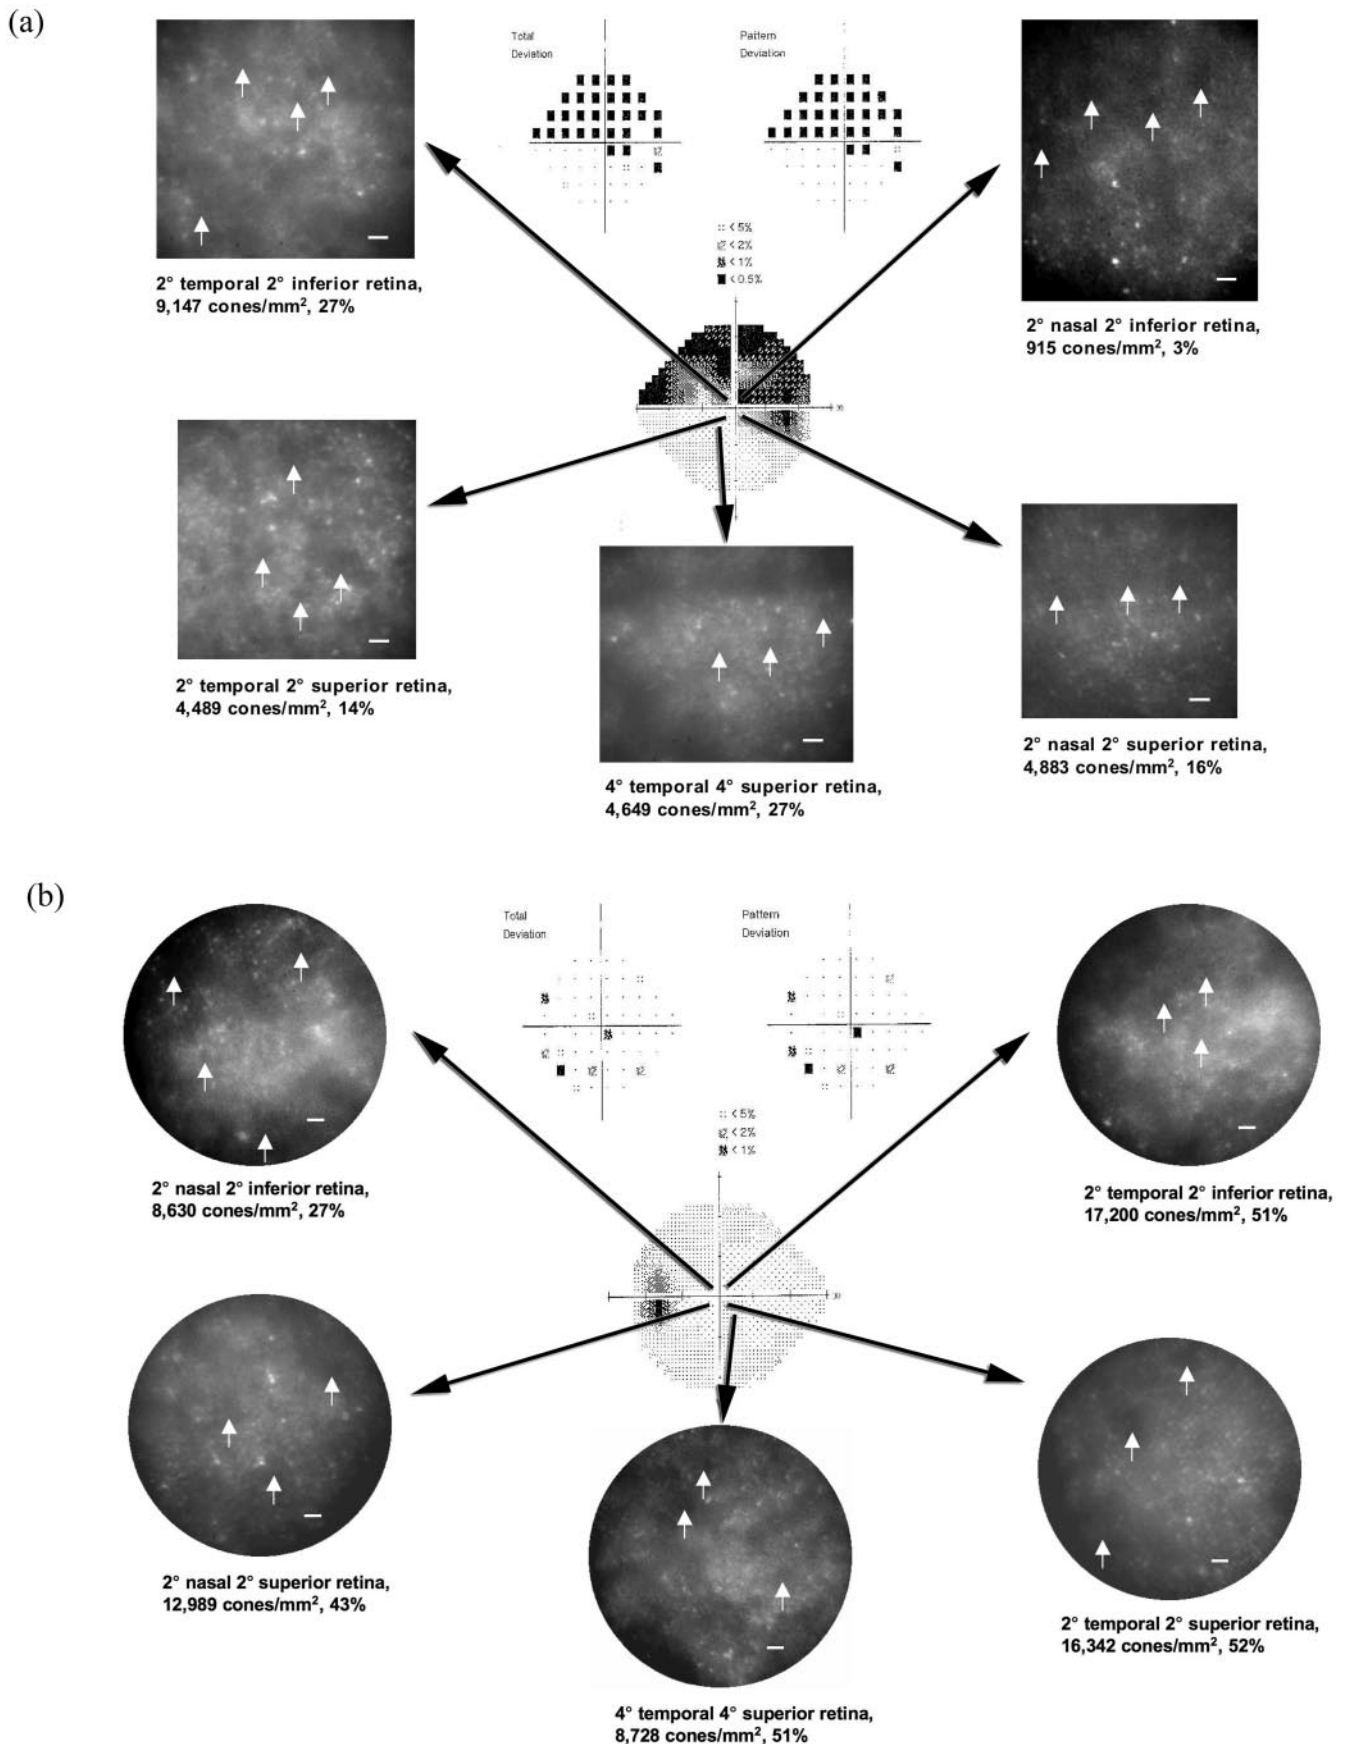 (a)
Total
Deviation
Pattern
Deviation
:: < 5%
< 2%
< 1%
■ < 0.5%
30
2° temporal 2° inferior retina,
9,147 cones/mm², 27%
2° nasal 2° inferior retina,
915 cones/mm², 3%
2° temporal 2° superior retina,
4,489 cones/mm², 14%
4° temporal 4° superior retina,
4,649 cones/mm², 27%
2° nasal 2° superior retina,
4,883 cones/mm², 16%
(b)
Total
Deviation
Pattern
Deviation
:: < 5%
< 2%
< 1%
30
2° nasal 2° inferior retina,
8,630 cones/mm², 27%
2° temporal 2° inferior retina,
17,200 cones/mm², 51%
2° nasal 2° superior retina,
12,989 cones/mm², 43%
4° temporal 4° superior retina,
8,728 cones/mm², 51%
2° temporal 2° superior retina,
16,342 cones/mm², 52%